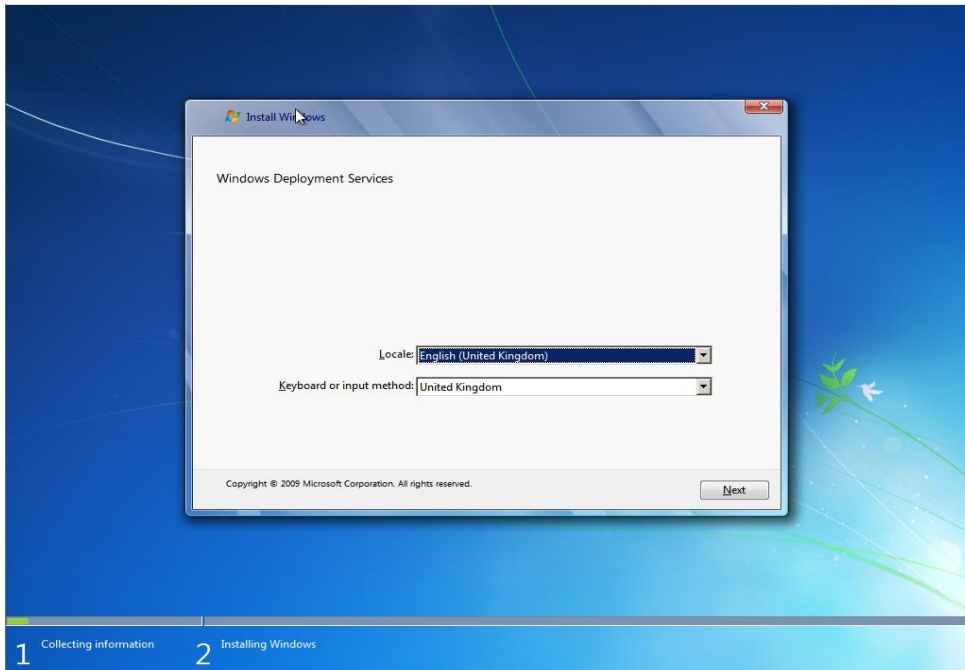 Install Windows
Windows Deployment Services
Locale: English (United Kingdom)
Keyboard or input method: United Kingdom
Copyright © 2009 Microsoft Corporation. All rights reserved.
Next
1 Collecting information 2 Installing Windows